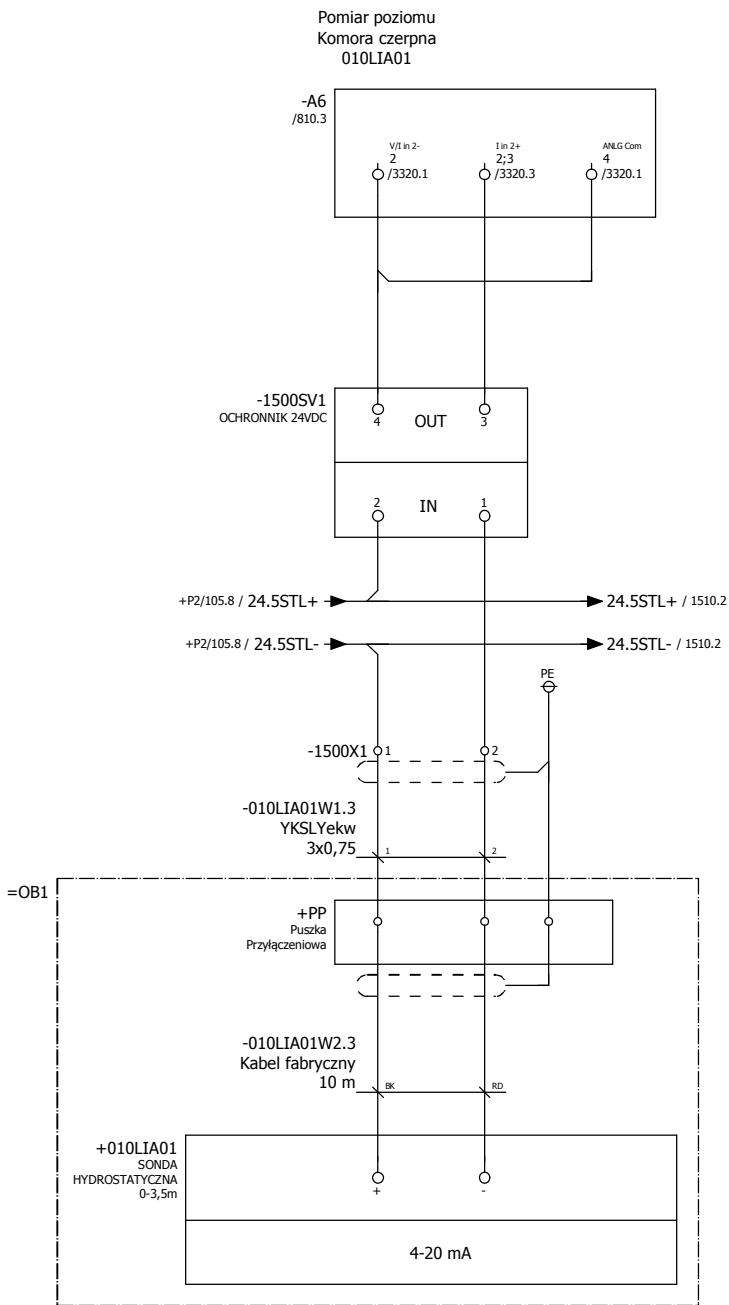 Pomiar poziomu
Komora czerpna
010LIA01
-A6
/810.3
V/I in 2-
2
/3320.1
I in 2+
2;3
/3320.3
ANLG Com
4
/3320.1
-1500SV1
OCHRONNIK 24VDC
4
OUT
3
2
IN
1
+P2/105.8 / 24.5STL+
24.5STL+ / 1510.2
+P2/105.8 / 24.5STL-
24.5STL- / 1510.2
PE
-1500X1
1
2
-010LIA01W1.3
YKSLYekw
3x0,75
1
2
=OB1
+PP
Puszka
Przyłączeniowa
-010LIA01W2.3
Kabel fabryczny
10 m
BK
RD
+010LIA01
SONDA
HYDROSTATYCZNA
0-3,5m
+
-
4-20 mA